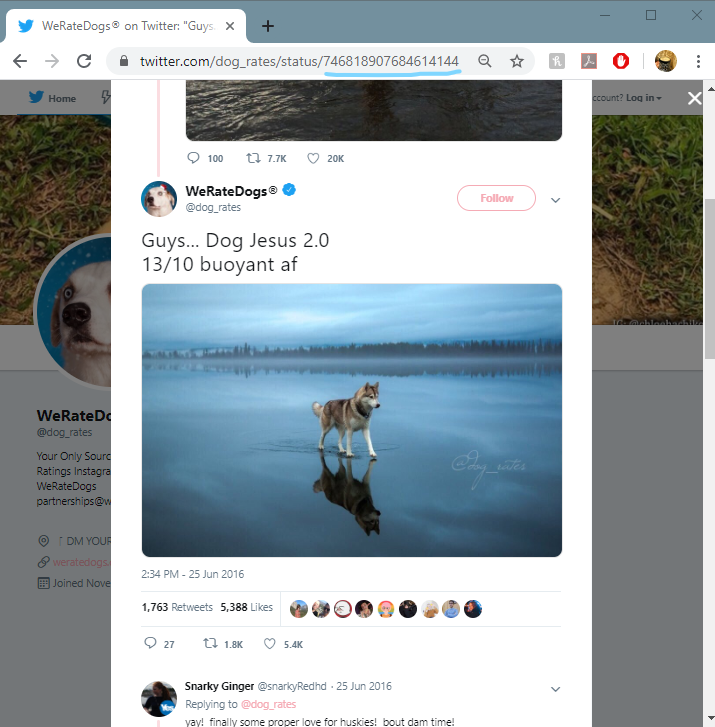 WeRateDogs® on Twitter: "Guys.
twitter.com/dog_rates/status/746818907684614144
Home
ccount? Log in
100 7.7K 20K
WeRateDogs®
@dog_rates
Follow
Guys... Dog Jesus 2.0
13/10 buoyant af
@dog_rates
2:34 PM - 25 Jun 2016
1,763 Retweets 5,388 Likes
27 1.8K 5.4K
Snarky Ginger @snarkyRedhd · 25 Jun 2016
Replying to @dog_rates
yay! finally some proper love for huskies! bout dam time!
WeRateDo
@dog_rates
Your Only Sourc
Ratings Instagra
WeRateDogs
partnerships@w
DM YOUR
weratedogs.
Joined Nove